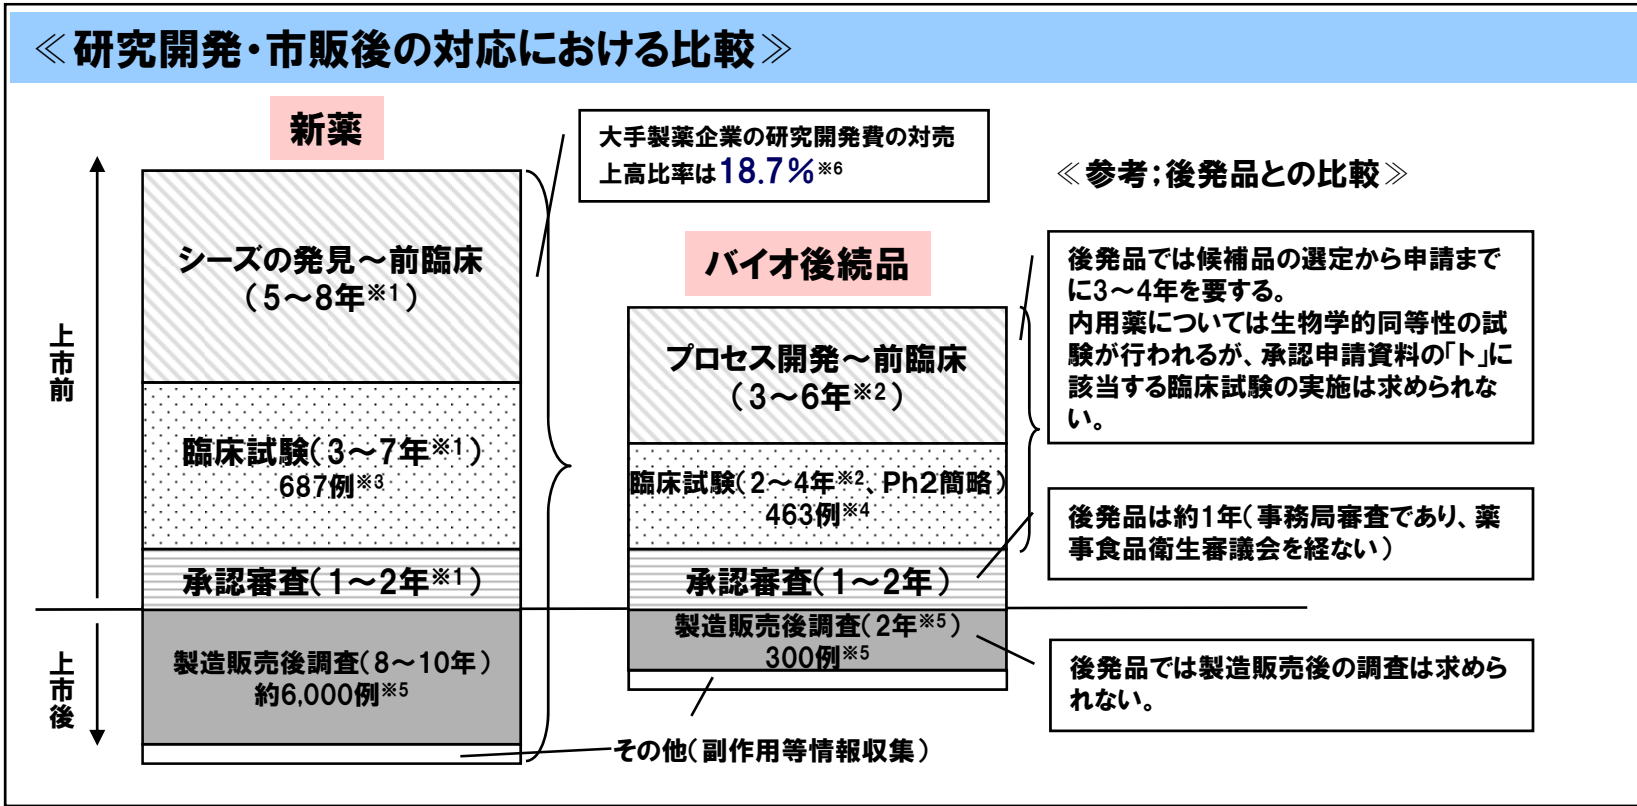 ≪研究開発・市販後の対応における比較≫
新薬
大手製薬企業の研究開発費の対売
上高比率は18.7%※6
≪参考;後発品との比較≫
上市前
シーズの発見～前臨床
(5～8年※1)
臨床試験(3～7年※1)
687例※3
承認審査(1～2年※1)
上市後
製造販売後調査(8～10年)
約6,000例※5
バイオ後続品
プロセス開発～前臨床
(3～6年※2)
臨床試験(2～4年※2、Ph2簡略)
463例※4
承認審査(1～2年)
製造販売後調査(2年※5)
300例※5
その他(副作用等情報収集)
後発品では候補品の選定から申請まで
に3～4年を要する。
内用薬については生物学的同等性の試
験が行われるが、承認申請資料の「ト」に
該当する臨床試験の実施は求められな
い。
後発品は約1年(事務局審査であり、薬
事食品衛生審議会を経ない)
後発品では製造販売後の調査は求めら
れない。